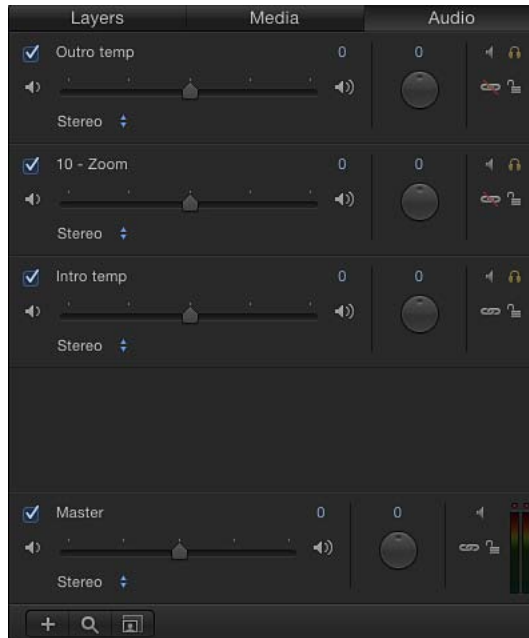 Layers Media Audio
Outro temp 0 0
Stereo
10 - Zoom 0 0
Stereo
Intro temp 0 0
Stereo
Master 0 0
Stereo